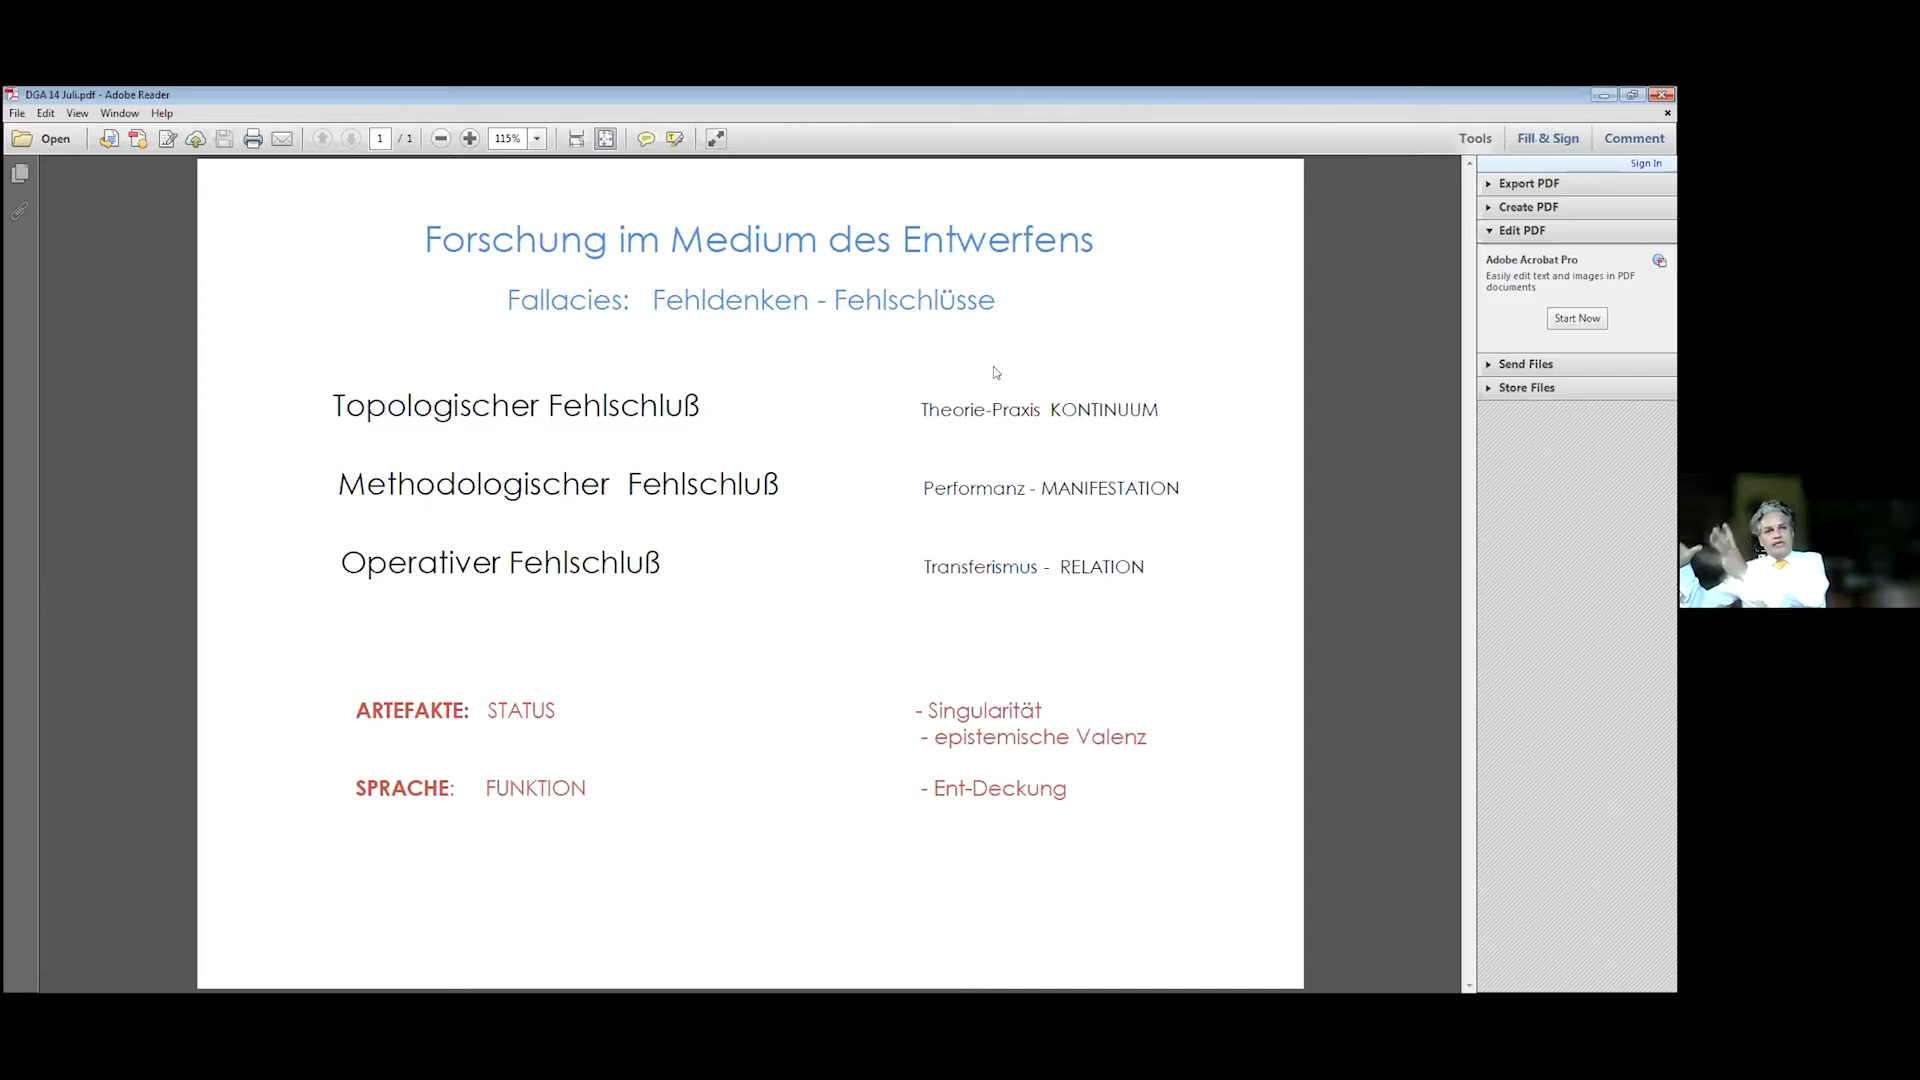 DGA 14 Juli.pdf - Adobe Reader
File Edit View Window Help
Open 1 / 1 115% Tools Fill & Sign Comment
Sign In
Export PDF
Create PDF
Edit PDF
Adobe Acrobat Pro
Easily edit text and images in PDF
documents
Start Now
Send Files
Store Files
Forschung im Medium des Entwerfens
Fallacies: Fehldenken - Fehlschlüsse
Topologischer Fehlschluß Theorie-Praxis KONTINUUM
Methodologischer Fehlschluß Performanz - MANIFESTATION
Operativer Fehlschluß Transferismus - RELATION
ARTEFAKTE: STATUS - Singularität
- epistemische Valenz
SPRACHE: FUNKTION - Ent-Deckung